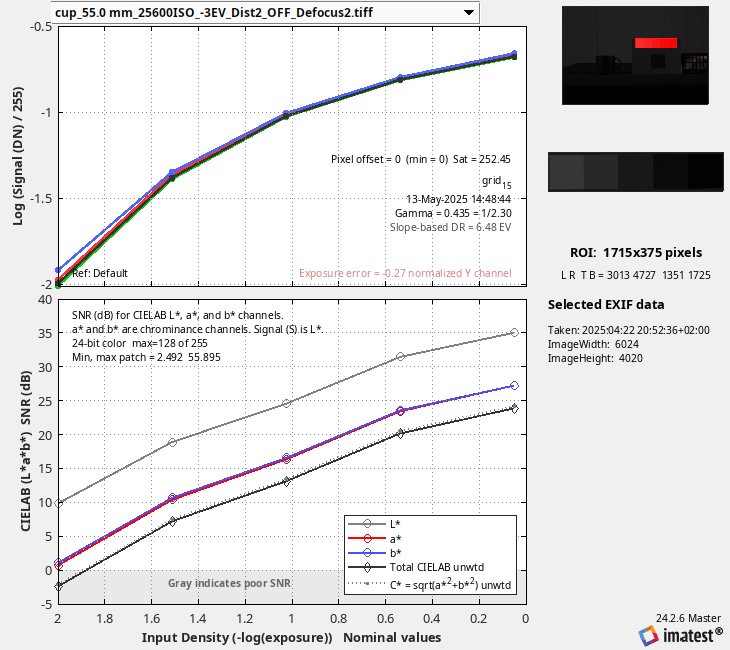 cup_55.0 mm_25600ISO_-3EV_Dist2_OFF_Defocus2.tiff
-0.5
-1
-1.5
-2
Log (Signal (DN) / 255)
Pixel offset = 0 (min = 0) Sat = 252.45
grid15
13-May-2025 14:48:44
Gamma = 0.435 = 1/2.30
Slope-based DR = 6.48 EV
Ref: Default
Exposure error = -0.27 normalized Y channel
40
35
30
25
20
15
10
5
0
-5
CIELAB (L*a*b*) SNR (dB)
SNR (dB) for CIELAB L*, a*, and b* channels.
a* and b* are chrominance channels. Signal (S) is L*.
24-bit color max=128 of 255
Min, max patch = 2.492 55.895
L*
a*
b*
Total CIELAB unwtd
C* = sqrt(a*2+b*2) unwtd
Gray indicates poor SNR
2 1.8 1.6 1.4 1.2 1 0.8 0.6 0.4 0.2 0
Input Density (-log(exposure)) Nominal values
ROI: 1715x375 pixels
L R T B = 3013 4727 1351 1725
Selected EXIF data
Taken: 2025:04:22 20:52:36+02:00
ImageWidth: 6024
ImageHeight: 4020
24.2.6 Master
imatest®